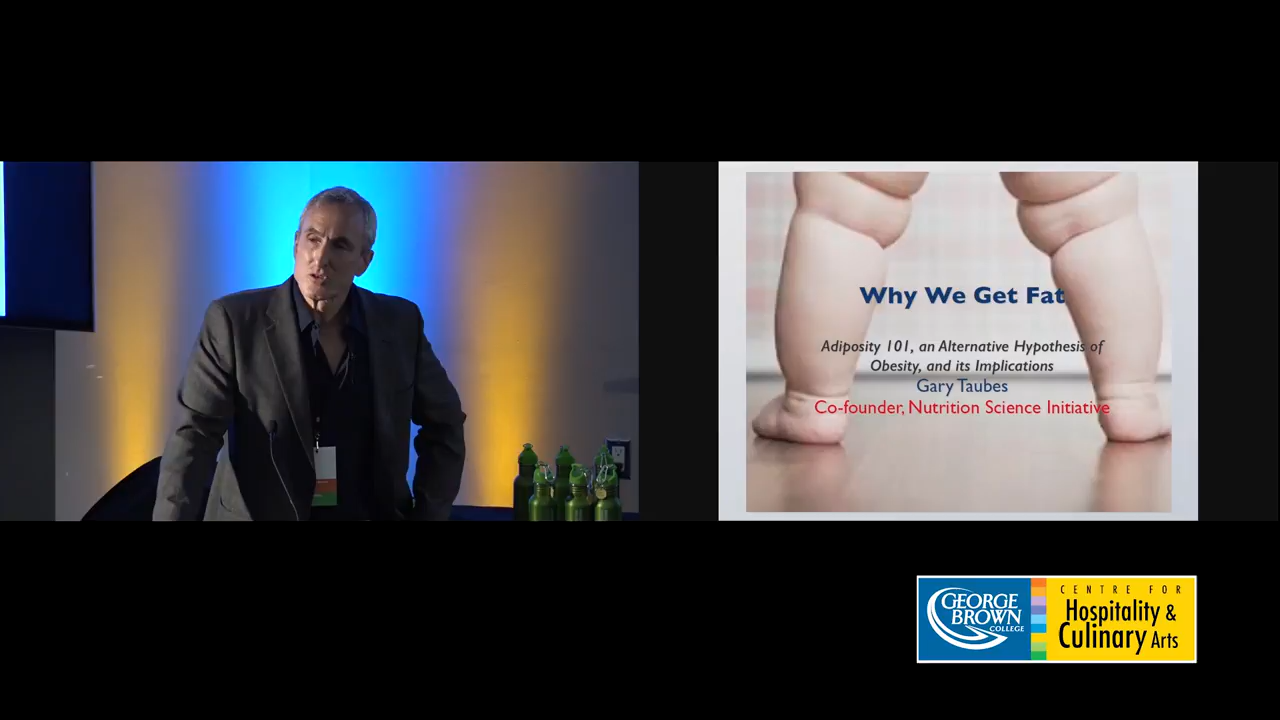 Why We Get Fat
Adiposity 101, an Alternative Hypothesis of
Obesity, and its Implications
Gary Taubes
Co-founder, Nutrition Science Initiative
GEORGE
BROWN
COLLEGE
CENTRE FOR
Hospitality &
Culinary Arts